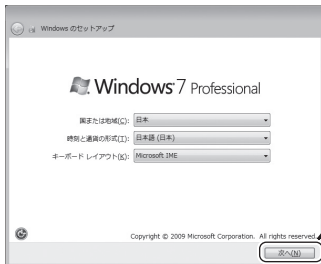 Windows のセットアップ
Windows 7 Professional
国または地域(C): 日本
時刻と通貨の形式(T): 日本語 (日本)
キーボード レイアウト(K): Microsoft IME
Copyright © 2009 Microsoft Corporation. All rights reserved.
次へ(N)